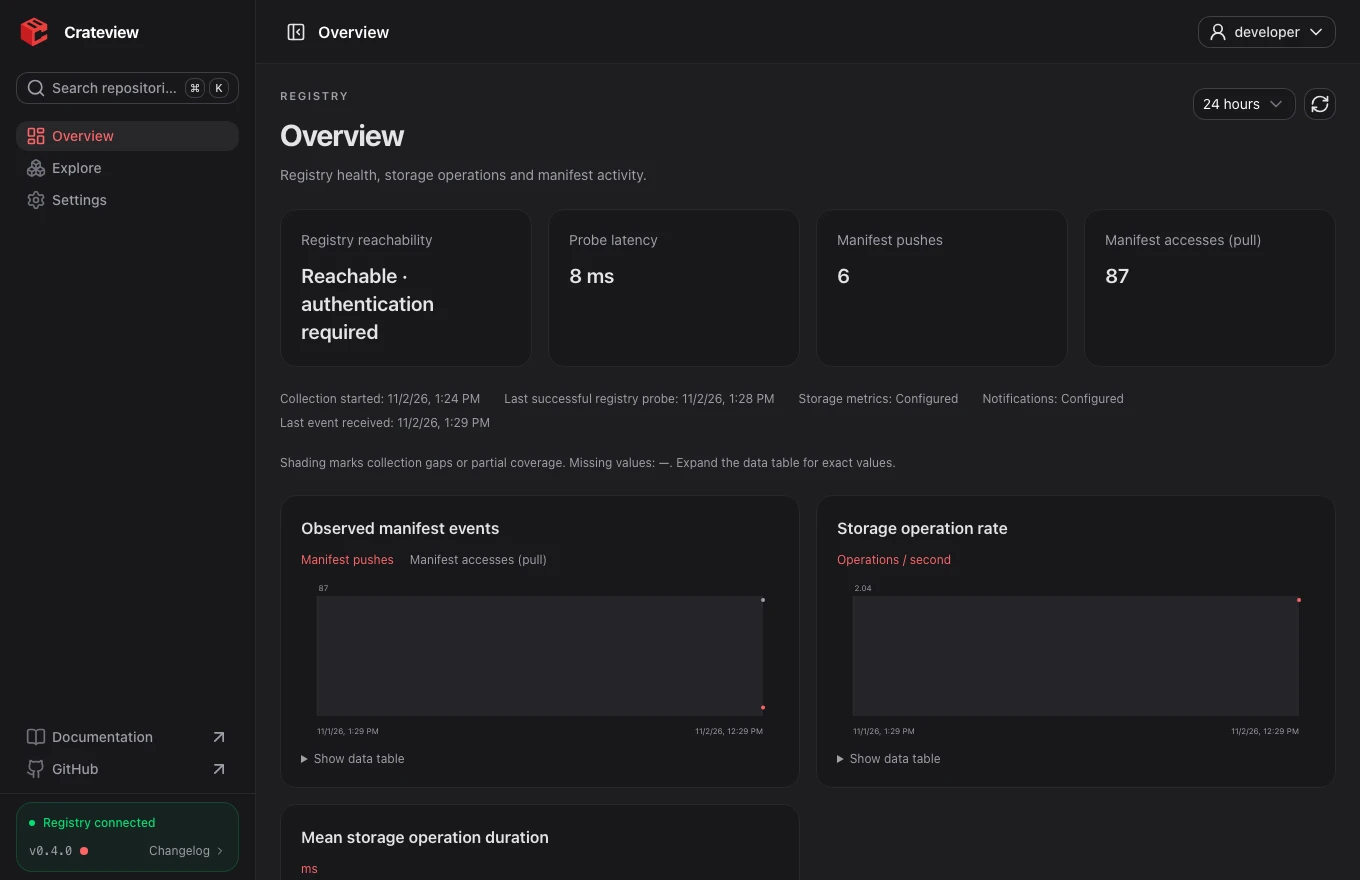 Crateview
Overview
developer
Search repositori... ⌘ K
Overview
Explore
Settings
REGISTRY
24 hours
Overview
Registry health, storage operations and manifest activity.
Registry reachability
Reachable ·
authentication
required
Probe latency
8 ms
Manifest pushes
6
Manifest accesses (pull)
87
Collection started: 11/2/26, 1:24 PM
Last successful registry probe: 11/2/26, 1:28 PM
Storage metrics: Configured
Notifications: Configured
Last event received: 11/2/26, 1:29 PM
Shading marks collection gaps or partial coverage. Missing values: —. Expand the data table for exact values.
Observed manifest events
Manifest pushes
Manifest accesses (pull)
87
11/1/26, 1:29 PM
11/2/26, 12:29 PM
Show data table
Storage operation rate
Operations / second
2.04
11/1/26, 1:29 PM
11/2/26, 12:29 PM
Show data table
Mean storage operation duration
ms
Documentation
GitHub
Registry connected
v0.4.0
Changelog